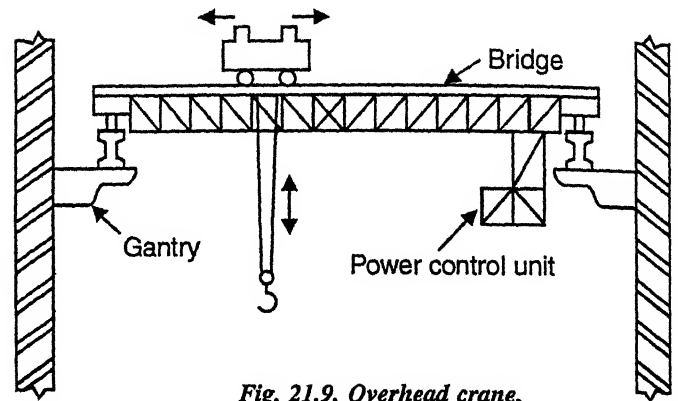 Bridge
Gantry
Power control unit
Fig. 21.9. Overhead crane.